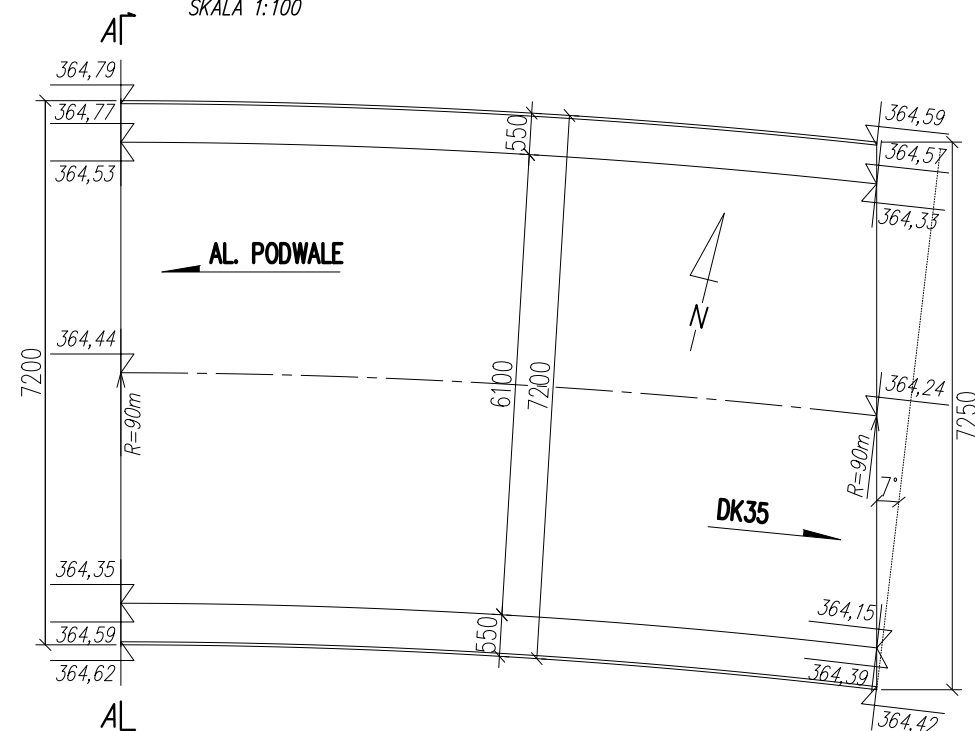 SKALA 1:100
A
364,79
364,77
364,53
550
364,59
364,57
364,33
AL. PODWALE
N
364,44
7200
6100
7200
364,24
7250
R=90m
R=90m
7°
DK35
364,35
364,59
364,62
550
364,15
364,39
364,42
A